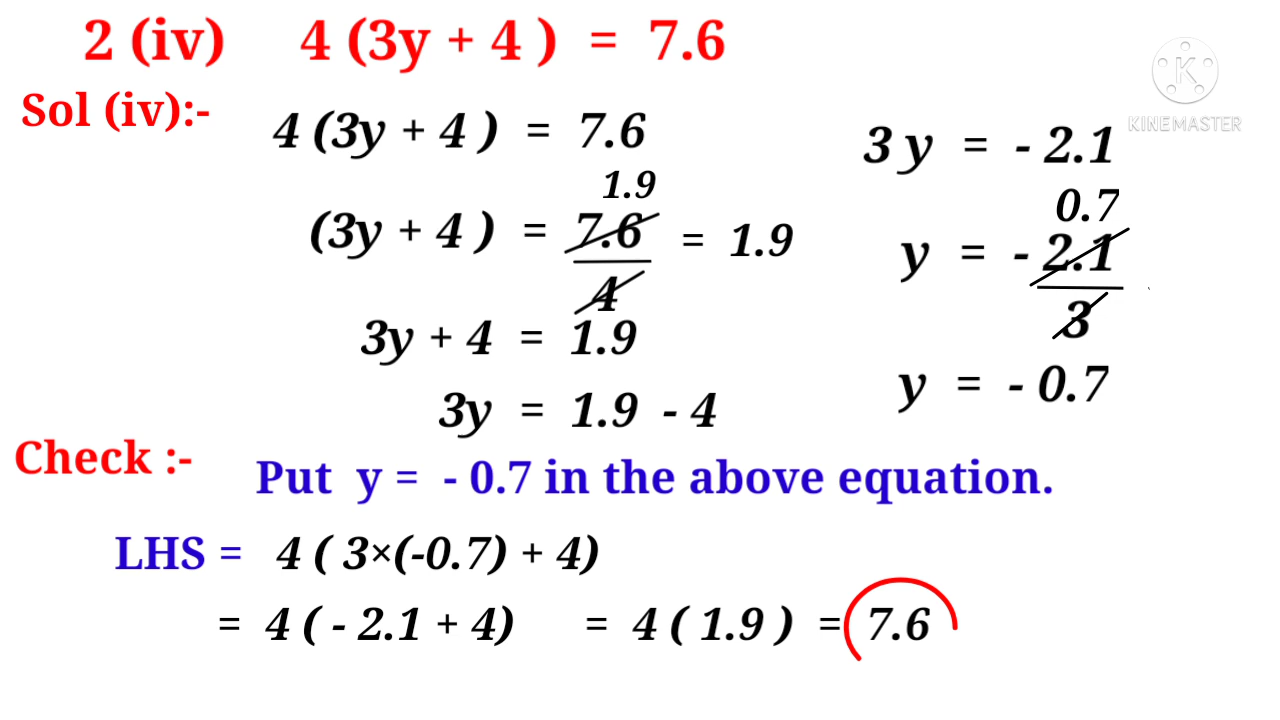 2 (iv) 4 (3y + 4 ) = 7.6
Sol (iv):-
4 (3y + 4 ) = 7.6
1.9
(3y + 4 ) = 7.6 = 1.9
4
3y + 4 = 1.9
3y = 1.9 - 4
3 y = - 2.1
0.7
y = - 2.1
3
y = - 0.7
KINEMASTER
Check :-
Put y = - 0.7 in the above equation.
LHS = 4 ( 3×(-0.7) + 4)
= 4 ( - 2.1 + 4) = 4 ( 1.9 ) = 7.6